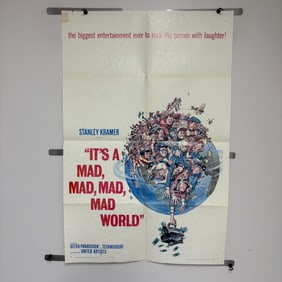 the biggest entertainment ever to rock the screen with laughter!
STANLEY KRAMER
"IT'S A
MAD,
MAD, MAD,
MAD
WORLD"
ULTRA PANAVISION TECHNICOLOR
UNITED ARTISTS